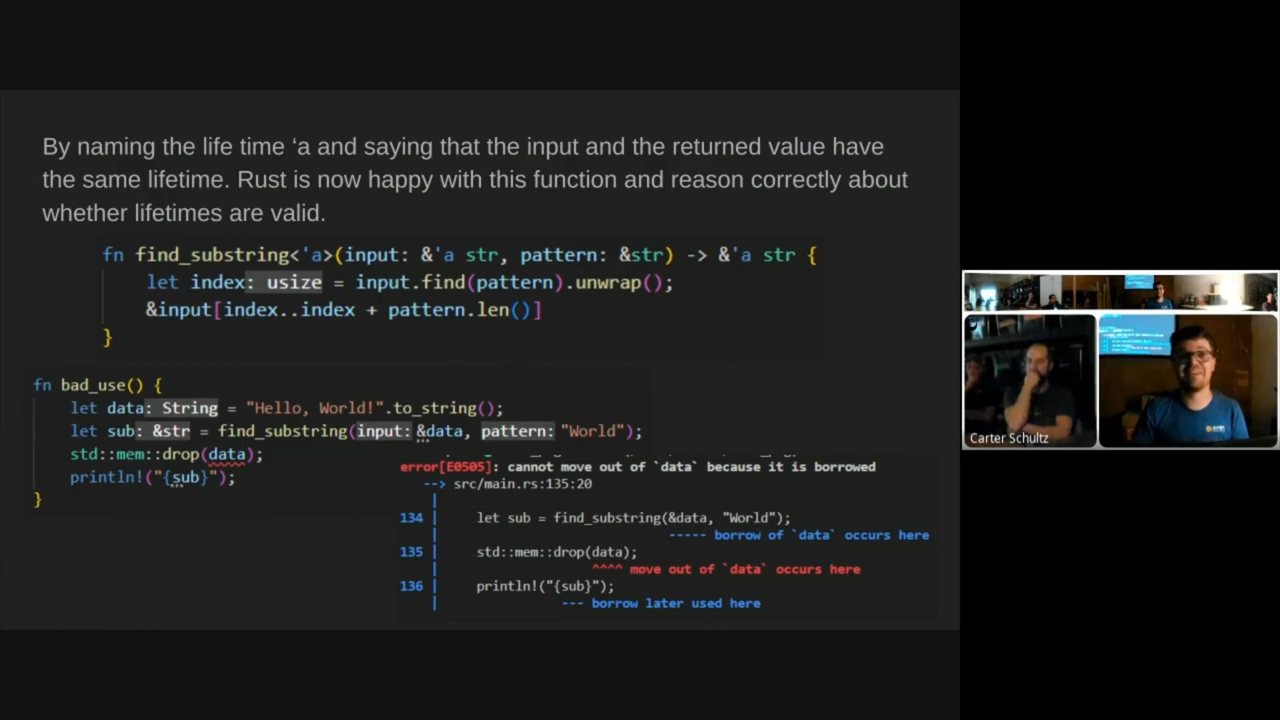 By naming the life time ‘a and saying that the input and the returned value have
the same lifetime. Rust is now happy with this function and reason correctly about
whether lifetimes are valid.
fn find_substring<'a>(input: &'a str, pattern: &str) -> &'a str {
let index: usize = input.find(pattern).unwrap();
&input[index..index + pattern.len()]
}
fn bad_use() {
let data: String = "Hello, World!".to_string();
let sub: &str = find_substring(input: &data, pattern: "World");
std::mem::drop(data);
println!("{sub}");
}
error[E0505]: cannot move out of `data` because it is borrowed
--> src/main.rs:135:20
|
134 | let sub = find_substring(&data, "World");
| ----- borrow of `data` occurs here
135 | std::mem::drop(data);
| ^^^^ move out of `data` occurs here
136 | println!("{sub}");
| --- borrow later used here
Carter Schultz